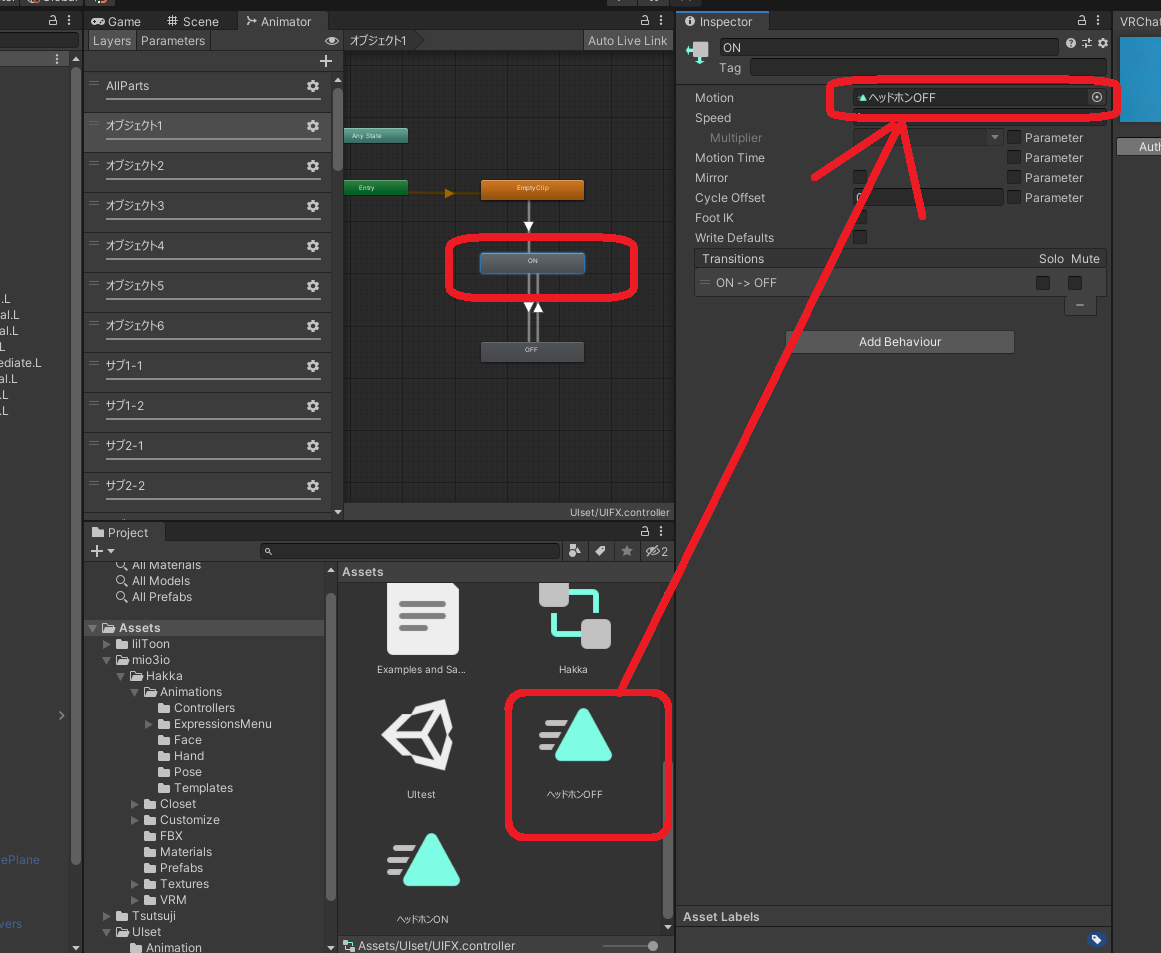 Game
Scene
Animator
Layers
Parameters
オブジェクト1
Auto Live Link
AllParts
オブジェクト1
オブジェクト2
オブジェクト3
オブジェクト4
オブジェクト5
オブジェクト6
サブ1-1
サブ1-2
サブ2-1
サブ2-2
Any State
Entry
EmptyClip
ON
OFF
UIset/UIFX.controller
.L
al.L
al.L
.L
ediate.L
al.L
.L
.L
ePlane
vers
Project
2
All Materials
All Models
All Prefabs
Assets
lilToon
mio3io
Hakka
Animations
Controllers
ExpressionsMenu
Face
Hand
Pose
Templates
Closet
Customize
FBX
Materials
Prefabs
Textures
VRM
Tsutsuji
UIset
Animation
Assets
Examples and Sa...
Hakka
UItest
ヘッドホンOFF
ヘッドホンON
Assets/UIset/UIFX.controller
Inspector
ON
Tag
Motion
ヘッドホンOFF
Speed
Multiplier
Parameter
Motion Time
Parameter
Mirror
Parameter
Cycle Offset
0
Parameter
Foot IK
Write Defaults
Transitions
Solo
Mute
ON -> OFF
Add Behaviour
Asset Labels
VRChat
Auth